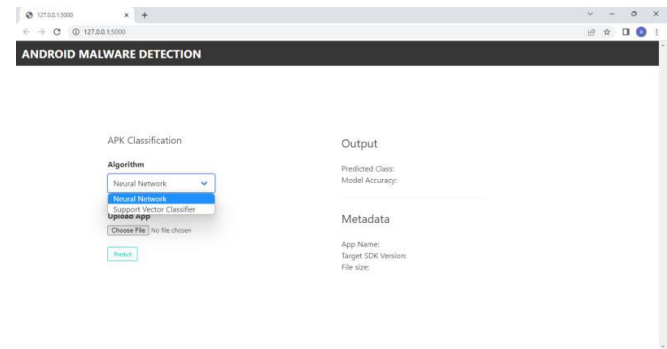 127.0.0.1:5000
127.0.0.1:5000
ANDROID MALWARE DETECTION
APK Classification
Algorithm
Neural Network
Neural Network
Support Vector Classifier
Upload App
Choose File No file chosen
Predict
Output
Predicted Class:
Model Accuracy:
Metadata
App Name:
Target SDK Version:
File size: